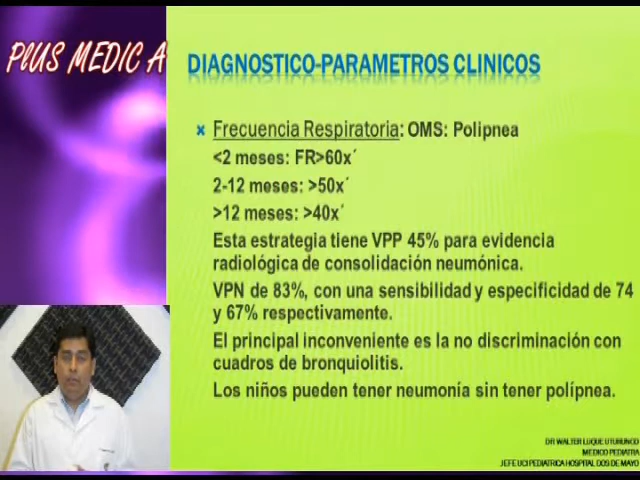 PlUS MEDIC A
DIAGNOSTICO-PARAMETROS CLINICOS
Frecuencia Respiratoria: OMS: Polipnea
<2 meses: FR>60x´
2-12 meses: >50x´
>12 meses: >40x´
Esta estrategia tiene VPP 45% para evidencia
radiológica de consolidación neumónica.
VPN de 83%, con una sensibilidad y especificidad de 74
y 67% respectivamente.
El principal inconveniente es la no discriminación con
cuadros de bronquiolitis.
Los niños pueden tener neumonía sin tener polípnea.
DR WALTER LUQUE UTURUNCO
MEDICO PEDIATRA
JEFE UCI PEDIATRICA HOSPITAL DOS DE MAYO